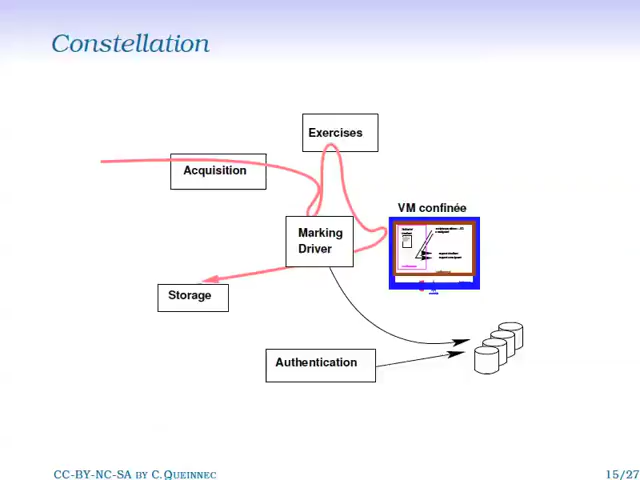 Constellation
Exercises
Acquisition
VM confinée
Marking
Driver
Storage
Authentication
CC-BY-NC-SA BY C. QUEINNEC
15/27